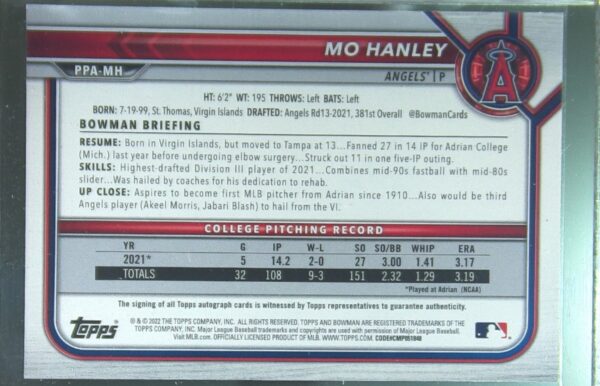 MO HANLEY
PPA-MH
ANGELS® | P
A
HT: 6'2" WT: 195 THROWS: Left BATS: Left
BORN: 7-19-99, St. Thomas, Virgin Islands DRAFTED: Angels Rd13-2021, 381st Overall @BowmanCards
BOWMAN BRIEFING
RESUME: Born in Virgin Islands, but moved to Tampa at 13...Fanned 27 in 14 IP for Adrian College
(Mich.) last year before undergoing elbow surgery...Struck out 11 in one five-IP outing.
SKILLS: Highest-drafted Division III player of 2021...Combines mid-90s fastball with mid-80s
slider...Was hailed by coaches for his dedication to rehab.
UP CLOSE: Aspires to become first MLB pitcher from Adrian since 1910...Also would be third
Angels player (Akeel Morris, Jabari Blash) to hail from the VI.
COLLEGE PITCHING RECORD
YR G IP W-L SO SO/BB WHIP ERA
2021* 5 14.2 2-0 27 3.00 1.41 3.17
TOTALS 32 108 9-3 151 2.32 1.29 3.19
*Played at Adrian (NCAA)
The signing of all Topps autograph cards is witnessed by Topps representatives to guarantee authenticity.
Topps
® & © 2022 THE TOPPS COMPANY, INC. ALL RIGHTS RESERVED. TOPPS AND BOWMAN ARE REGISTERED TRADEMARKS OF THE
TOPPS COMPANY, INC. Major League Baseball trademarks and copyrights are used with permission of Major League Baseball.
Visit MLB.com. OFFICIALLY LICENSED PRODUCT OF MLB. WWW.TOPPS.COM CODE#CMP051848